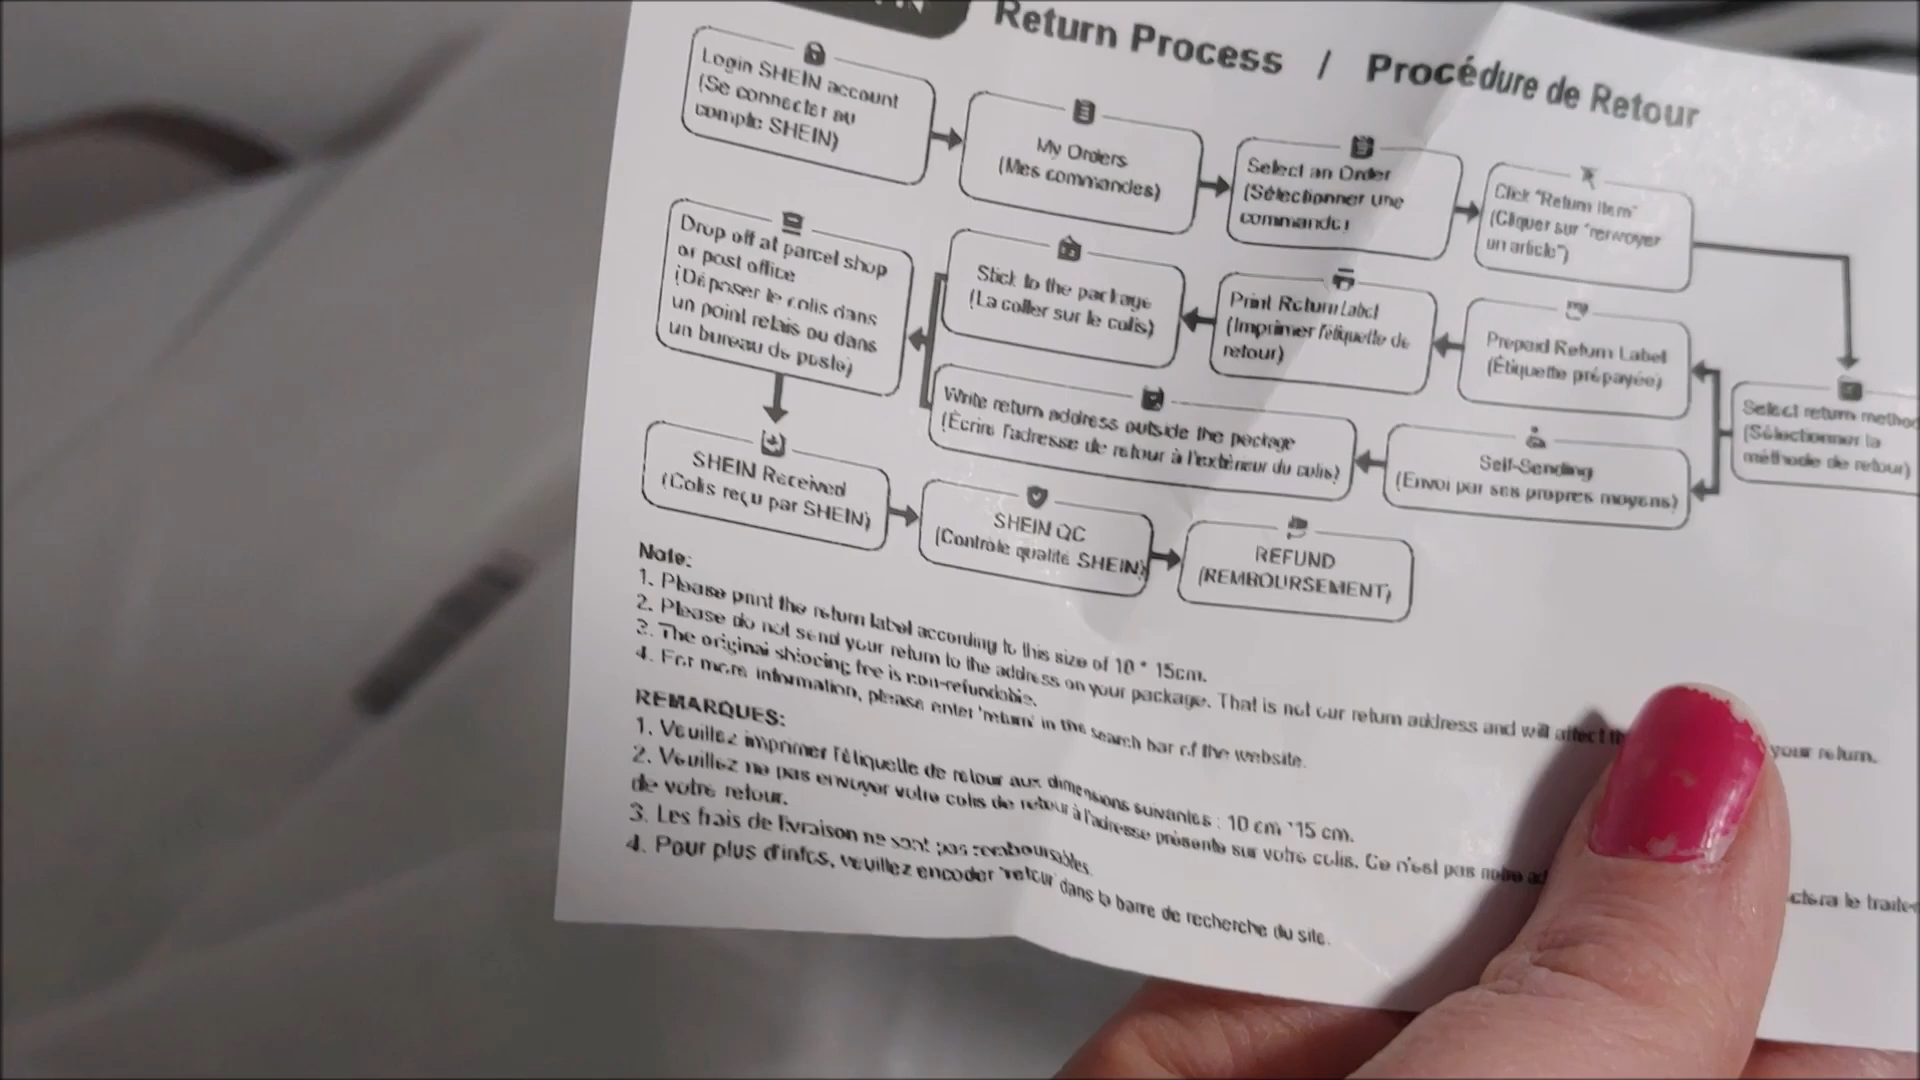 Return Process / Procédure de Retour
Login SHEIN account
(Se connecter au
compte SHEIN)
My Orders
(Mes commandes)
Select an Order
(Sélectionner une
commande)
Click "Return Item"
(Cliquer sur "renvoyer
un article")
Drop off at parcel shop
or post office
(Déposer le colis dans
un point relais ou dans
un bureau de poste)
Stick to the package
(La coller sur le colis)
Print Return Label
(Imprimer l'étiquette de
retour)
Prepaid Return Label
(Étiquette prépayée)
Select return method
(Sélectionner la
méthode de retour)
Write return address outside the package
(Écrire l'adresse de retour à l'extérieur du colis)
Self-Sending
(Envoi par ses propres moyens)
SHEIN Received
(Colis reçu par SHEIN)
SHEIN QC
(Contrôle qualité SHEIN)
REFUND
(REMBOURSEMENT)
Note:
1. Please print the return label according to this size of 10 * 15cm.
2. Please do not send your return to the address on your package. That is not our return address and will affect your return.
3. The original shipping fee is non-refundable.
4. For more information, please enter 'return' in the search bar of the website.
REMARQUES:
1. Veuillez imprimer l'étiquette de retour aux dimensions suivantes : 10 cm *15 cm.
2. Veuillez ne pas envoyer votre colis de retour à l'adresse présente sur votre colis. Ce n'est pas notre le
de votre retour.
3. Les frais de livraison ne sont pas remboursables.
4. Pour plus d'infos, veuillez encoder 'retour' dans la barre de recherche du site.